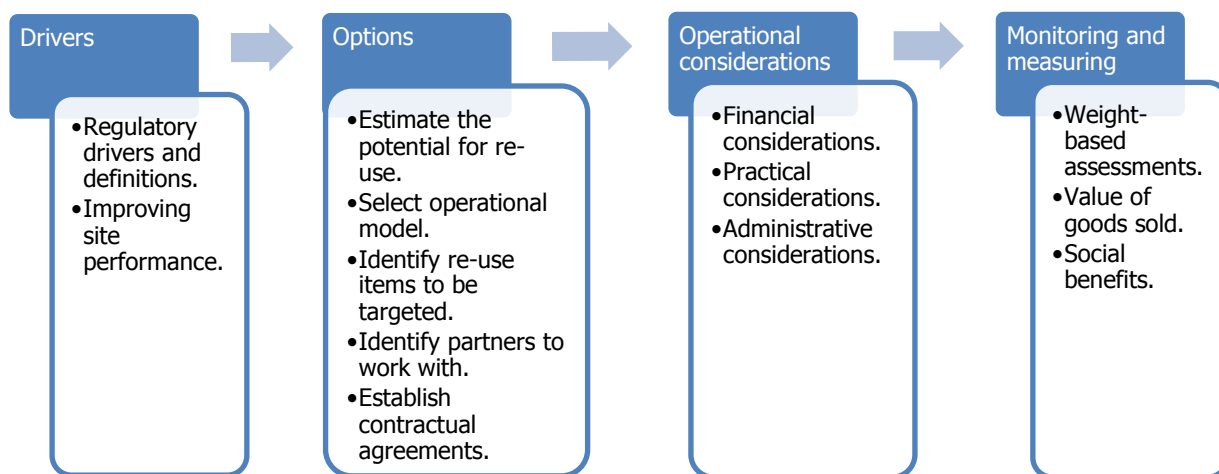 Drivers
•Regulatory
drivers and
definitions.
•Improving
site
performance.
Options
•Estimate the
potential for re-
use.
•Select operational
model.
•Identify re-use
items to be
targeted.
•Identify partners to
work with.
•Establish
contractual
agreements.
Operational
considerations
•Financial
considerations.
•Practical
considerations.
•Administrative
considerations.
Monitoring and
measuring
•Weight-
based
assessments.
•Value of
goods sold.
•Social
benefits.